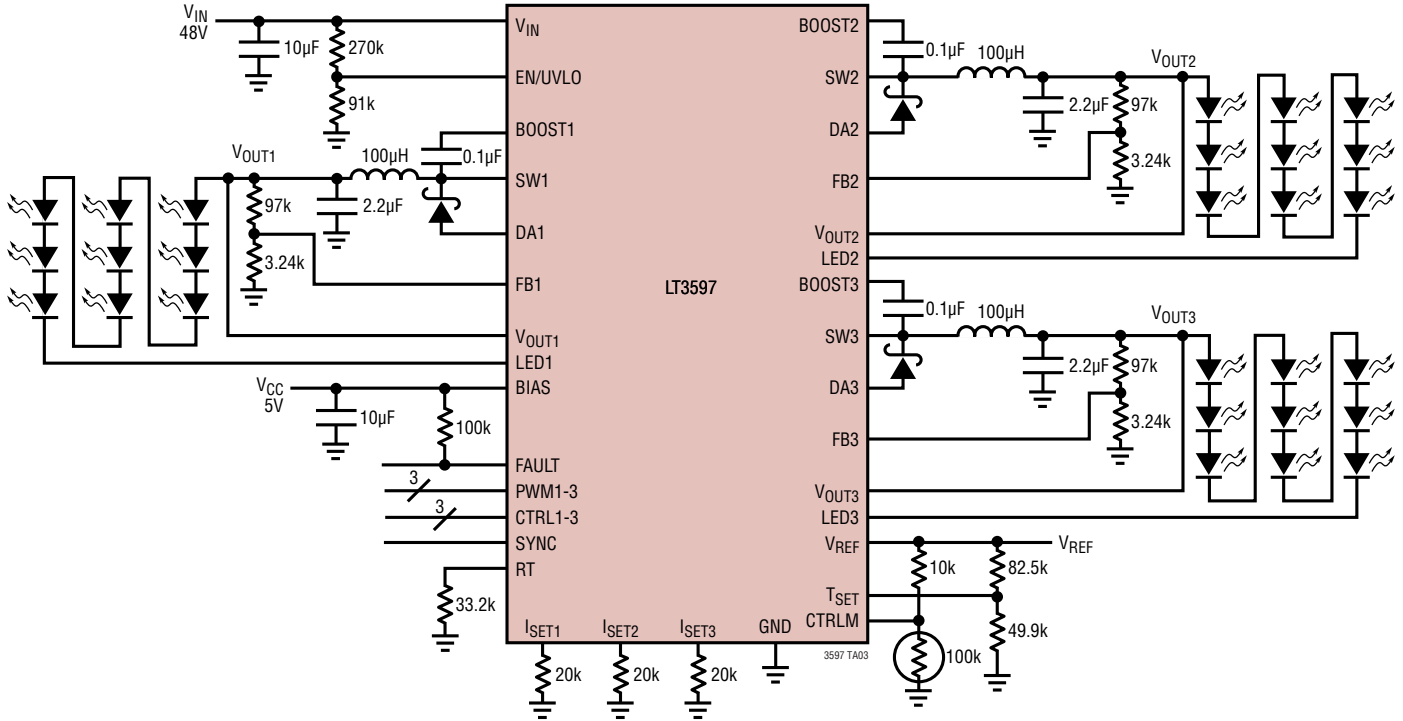 VIN
48V
10µF
270k
91k
VIN
EN/UVLO
BOOST1
SW1
DA1
FB1
VOUT1
LED1
BIAS
FAULT
PWM1-3
CTRL1-3
SYNC
RT
VOUT1
100µH
0.1µF
97k
2.2µF
3.24k
VCC
5V
10µF
100k
3
3
33.2k
ISET1
ISET2
ISET3
GND
20k
20k
20k
LT3597
3597 TA03
BOOST2
SW2
DA2
FB2
VOUT2
LED2
BOOST3
SW3
DA3
FB3
VOUT3
LED3
VREF
TSET
CTRLM
0.1µF
100µH
VOUT2
2.2µF
97k
3.24k
0.1µF
100µH
VOUT3
2.2µF
97k
3.24k
VREF
10k
82.5k
49.9k
100k